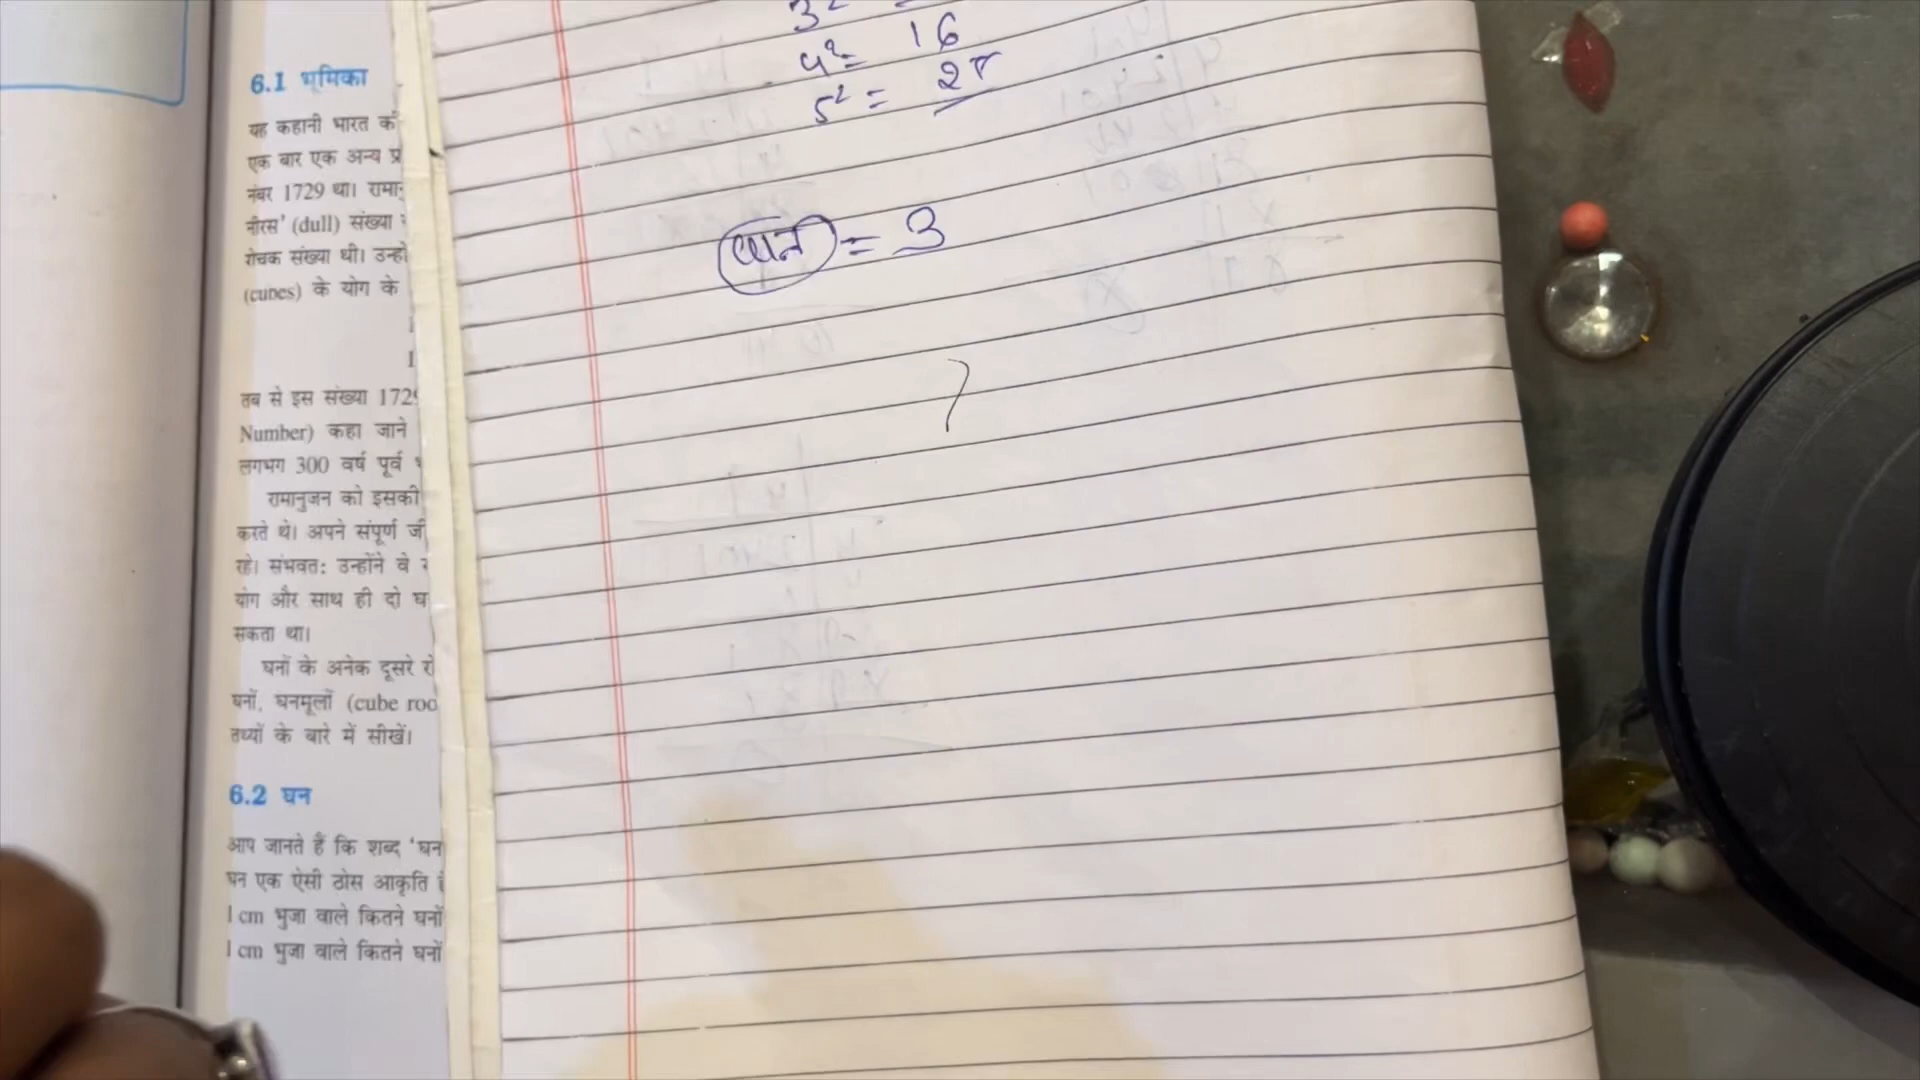 6.1 भूमिका
यह कहानी भारत के
एक बार एक अन्य प्र
नंबर 1729 था। रामानु
नीरस' (dull) संख्या
रोचक संख्या थी। उन्हो
(cubes) के योग के
तब से इस संख्या 1729
Number) कहा जाने
लगभग 300 वर्ष पूर्व
रामानुजन को इसकी
करते थे। अपने संपूर्ण जी
रहे। संभवत: उन्होंने वे
योग और साथ ही दो घ
सकता था।
घनों के अनेक दूसरे रो
घनों, घनमूलों (cube roo
तथ्यों के बारे में सीखें।
6.2 घन
आप जानते हैं कि शब्द 'घन
घन एक ऐसी ठोस आकृति
1 cm भुजा वाले कितने घनों
1 cm भुजा वाले कितने घनों
3²
4² = 16
5² = 25
घन = 3